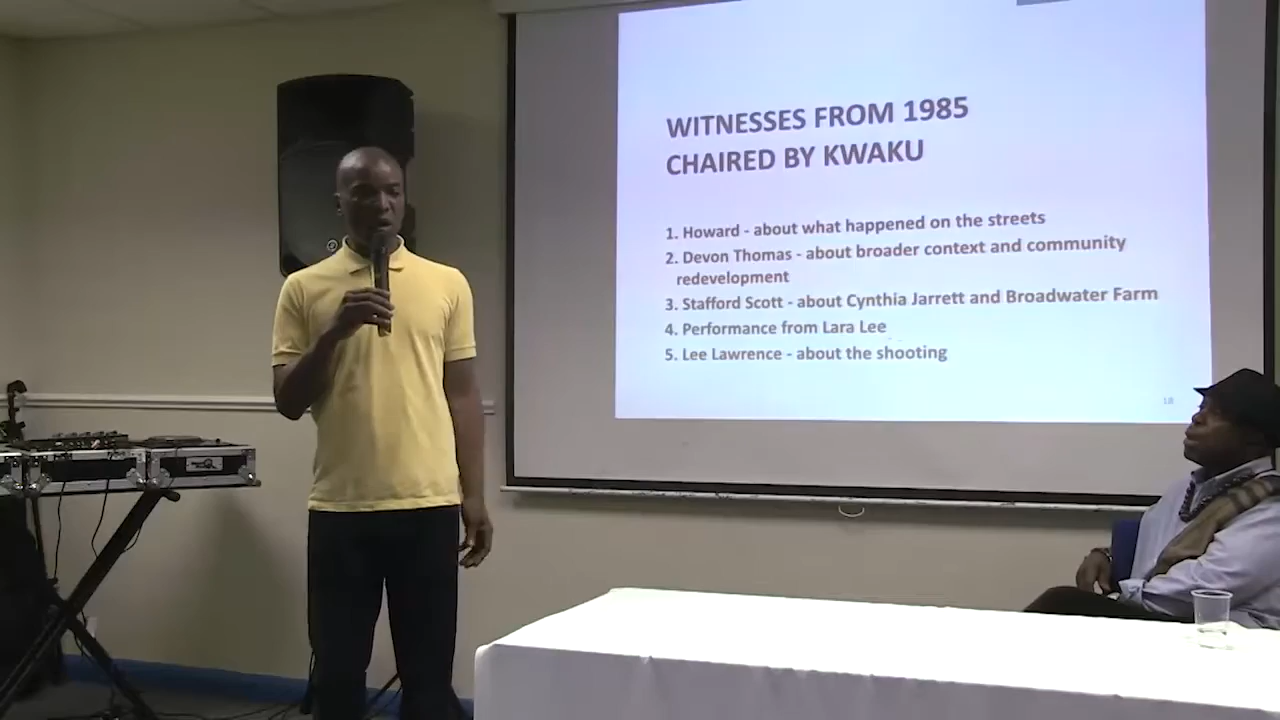 WITNESSES FROM 1985
CHAIRED BY KWAKU
1. Howard - about what happened on the streets
2. Devon Thomas - about broader context and community
redevelopment
3. Stafford Scott - about Cynthia Jarrett and Broadwater Farm
4. Performance from Lara Lee
5. Lee Lawrence - about the shooting
18